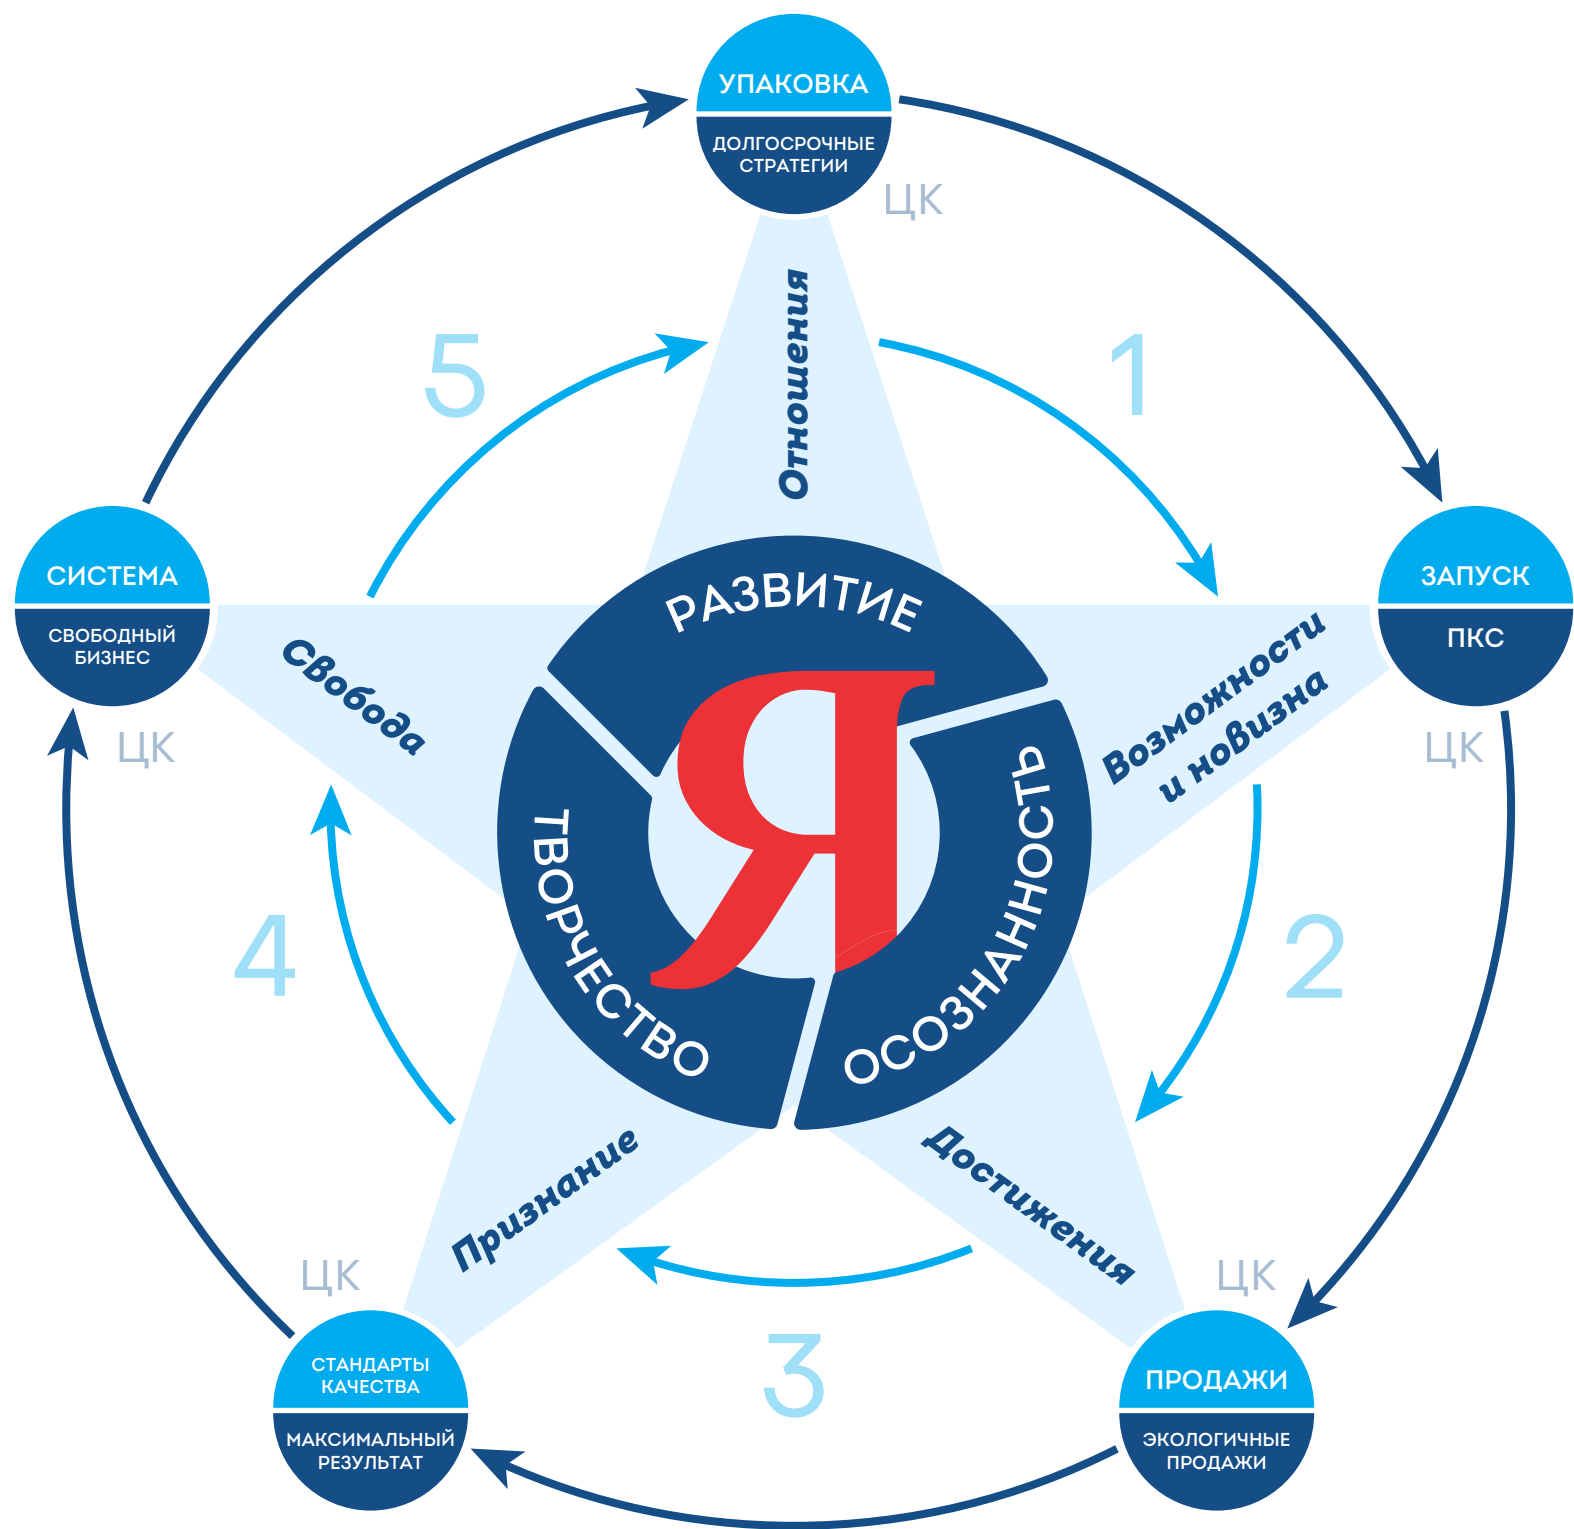 УПАКОВКА
ДОЛГОСРОЧНЫЕ
СТРАТЕГИИ
ЦК
Отношения
5
1
СИСТЕМА
СВОБОДНЫЙ
БИЗНЕС
ЦК
Свобода
РАЗВИТИЕ
ЗАПУСК
ПКС
ЦК
Возможности
и новизна
Я
ТВОРЧЕСТВО
ОСОЗНАННОСТЬ
4
2
Признание
Достижения
ЦК
ЦК
3
СТАНДАРТЫ
КАЧЕСТВА
МАКСИМАЛЬНЫЙ
РЕЗУЛЬТАТ
ПРОДАЖИ
ЭКОЛОГИЧНЫЕ
ПРОДАЖИ